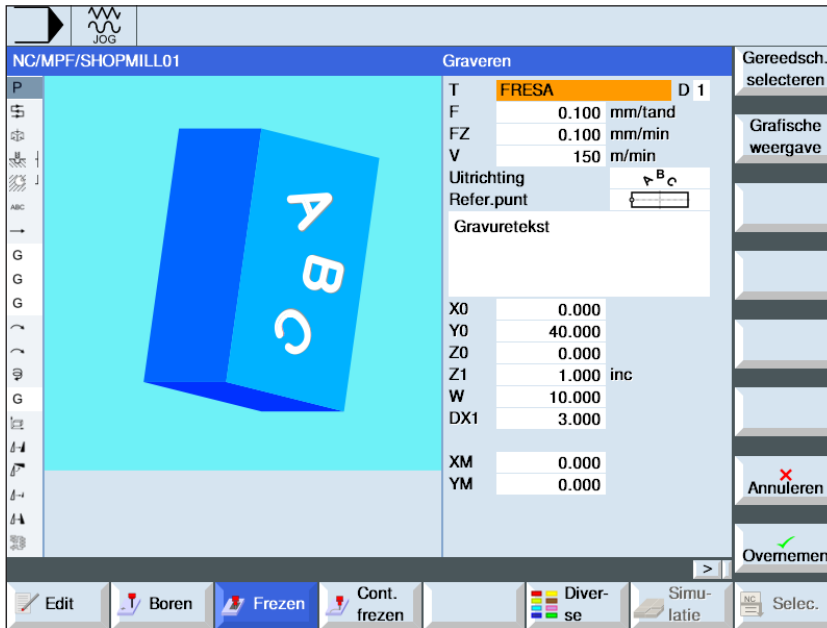 JOG
NC/MPF/SHOPMILL01
Graveren
Gereedsch.
selecteren
P
T FRESA D 1
F 0.100 mm/tand
FZ 0.100 mm/min
V 150 m/min
Uitrichting A B C
Refer.punt
Gravuretekst
Grafische
weergave
ABC
G
G
G
G
A
B
C
X0 0.000
Y0 40.000
Z0 0.000
Z1 1.000 inc
W 10.000
DX1 3.000
XM 0.000
YM 0.000
Annuleren
Overnemen
>
Edit
Boren
Frezen
Cont.
frezen
Diver-
se
Simu-
latie
NC
Selec.